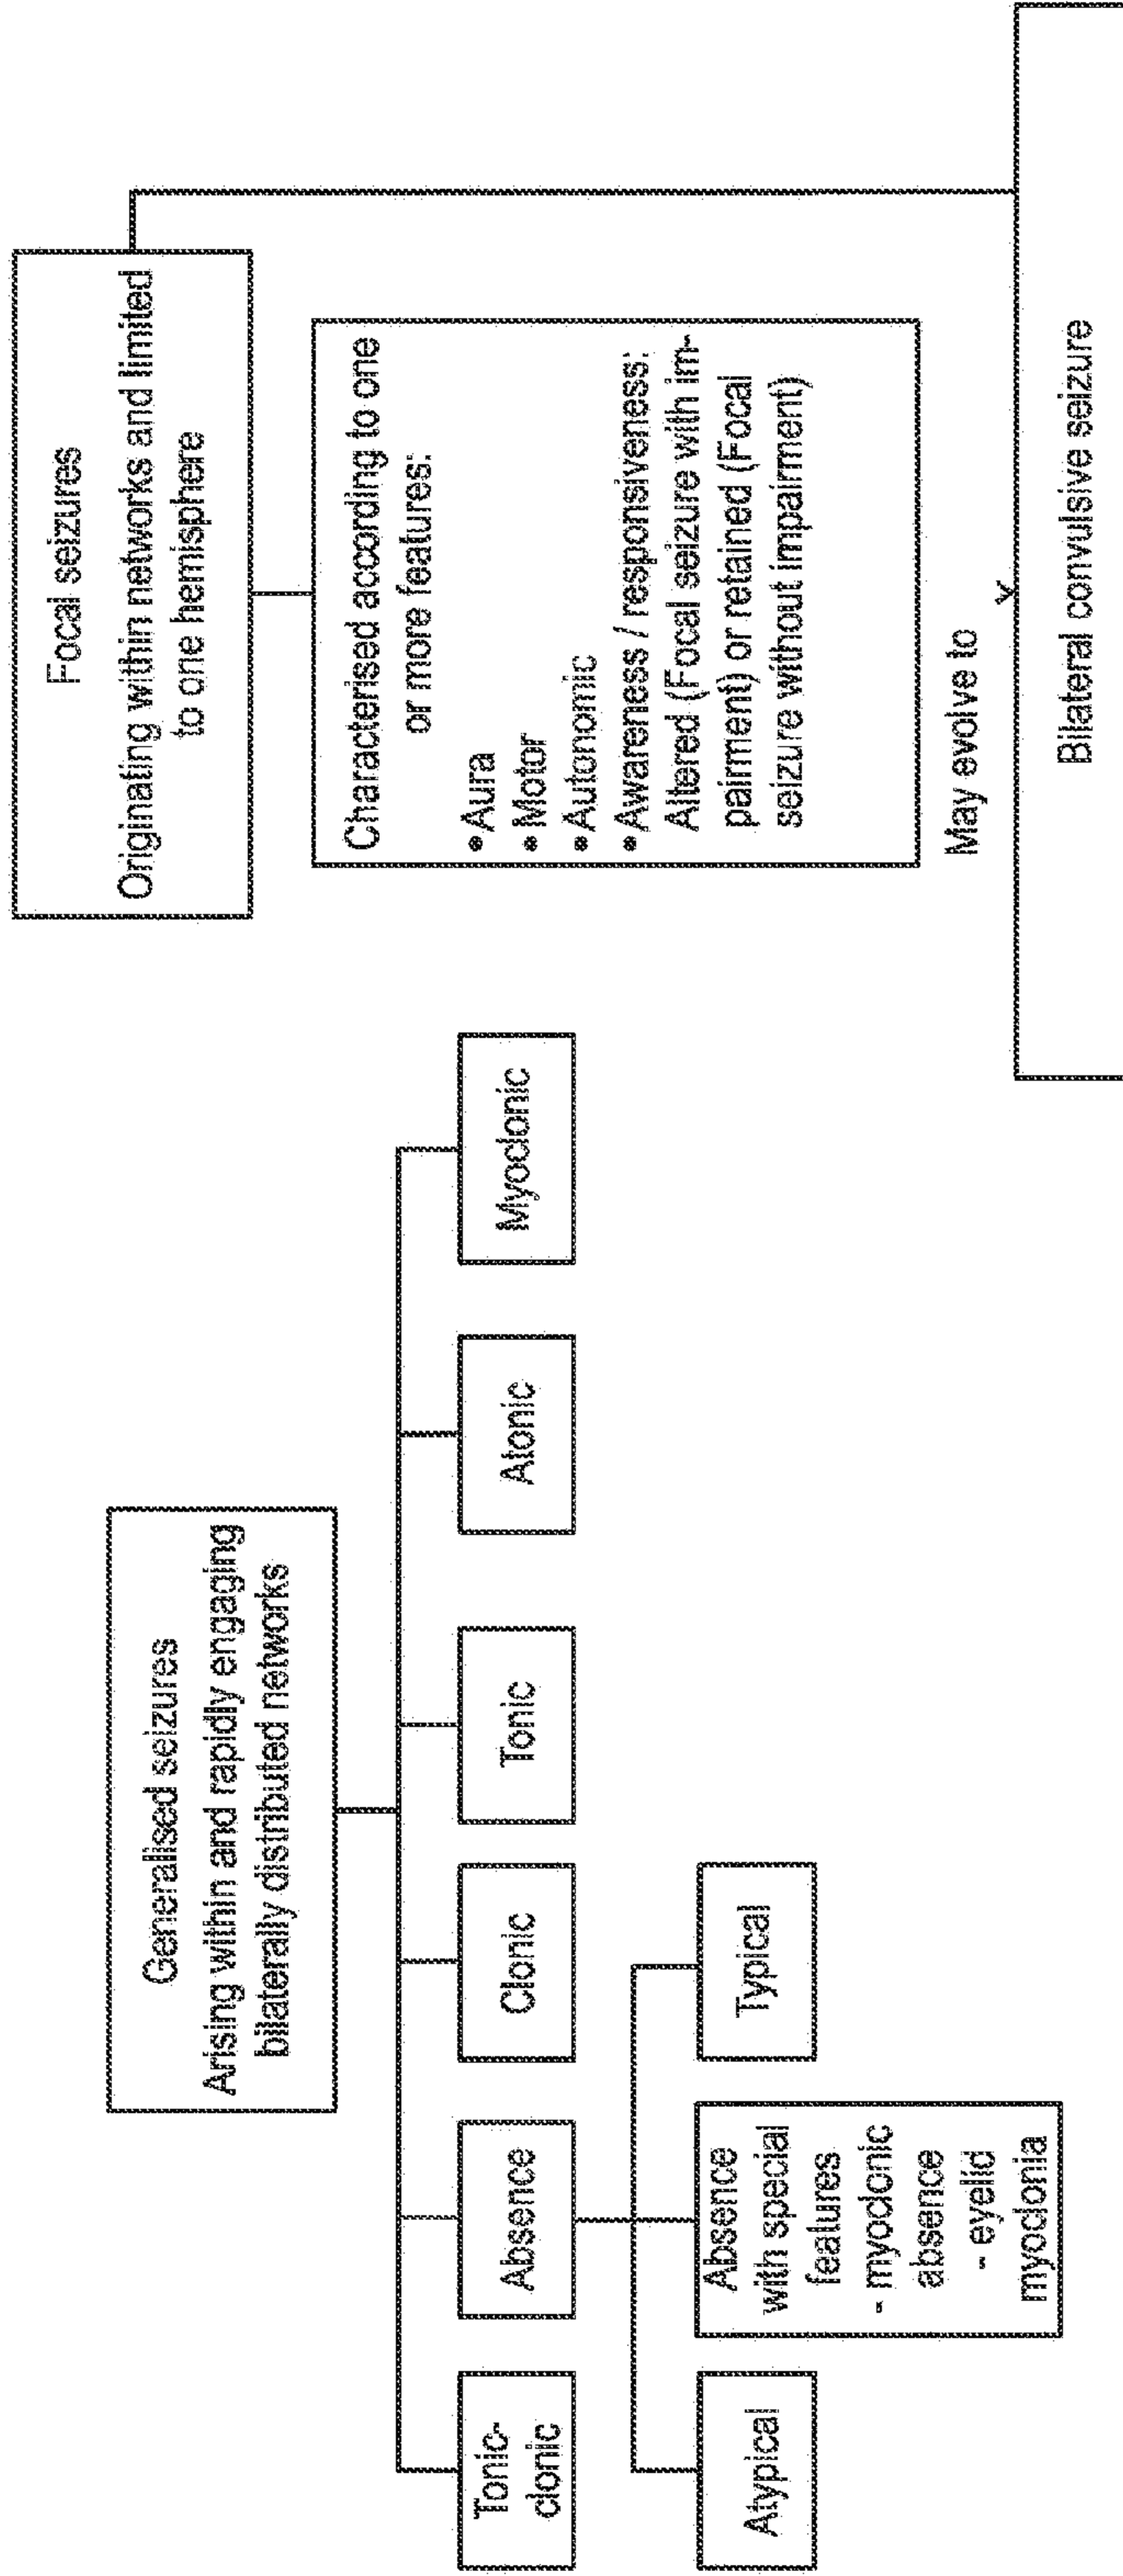 Generalised seizures
Arising within and rapidly engaging
bilaterally distributed networks
Tonic-
clonic
Absence
Clonic
Tonic
Atonic
Myoclonic
Atypical
Absence
with special
features
- myoclonic
absence
- eyelid
myoclonia
Typical
Focal seizures
Originating within networks and limited
to one hemisphere
Characterised according to one
or more features:
• Aura
• Motor
• Autonomic
• Awareness / responsiveness:
Altered (Focal seizure with im-
pairment) or retained (Focal
seizure without impairment)
May evolve to
Bilateral convulsive seizure